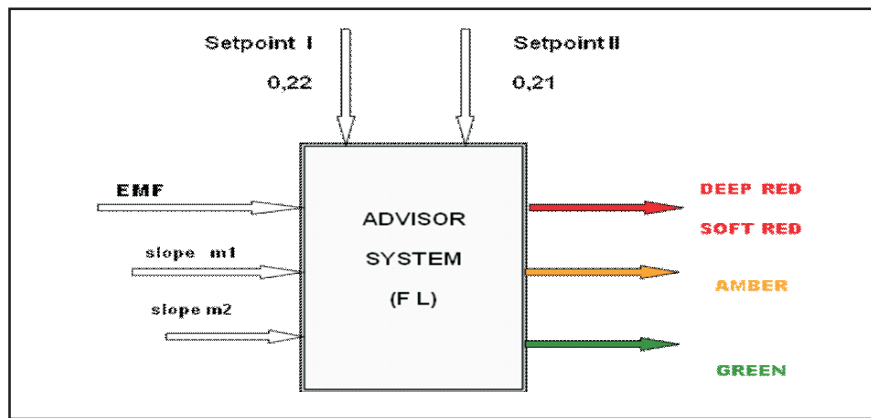 Setpoint I
0,22
Setpoint II
0,21
EMF
slope m1
slope m2
ADVISOR
SYSTEM
(F L)
DEEP RED
SOFT RED
AMBER
GREEN